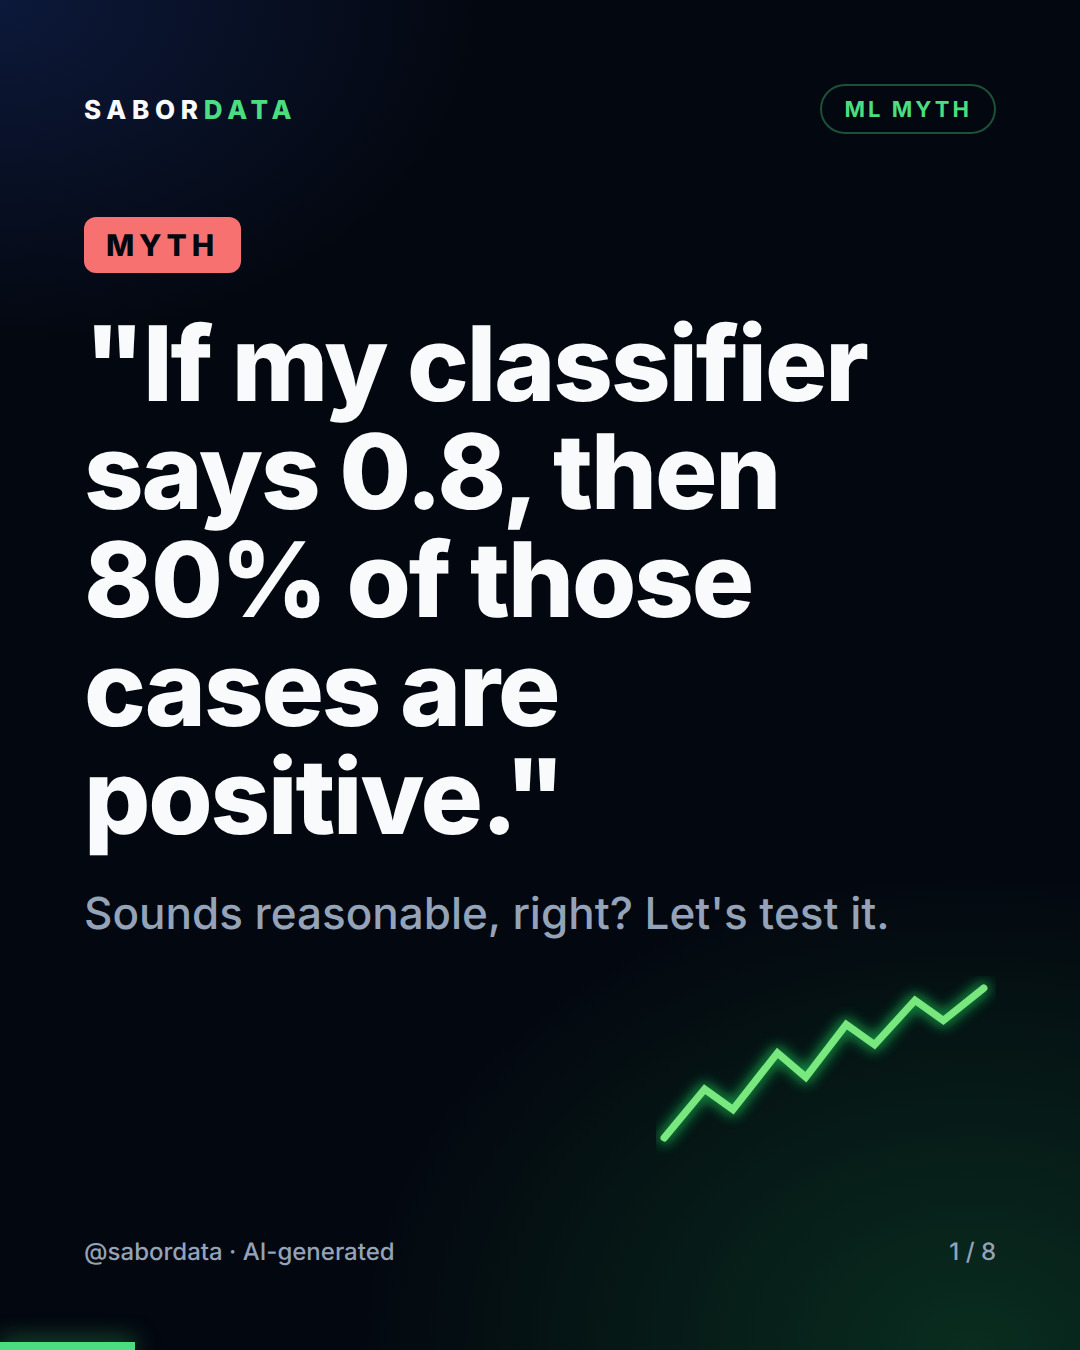 SABORDATA
ML MYTH
MYTH
"If my classifier
says 0.8, then
80% of those
cases are
positive."
Sounds reasonable, right? Let's test it.
@sabordata · AI-generated
1 / 8